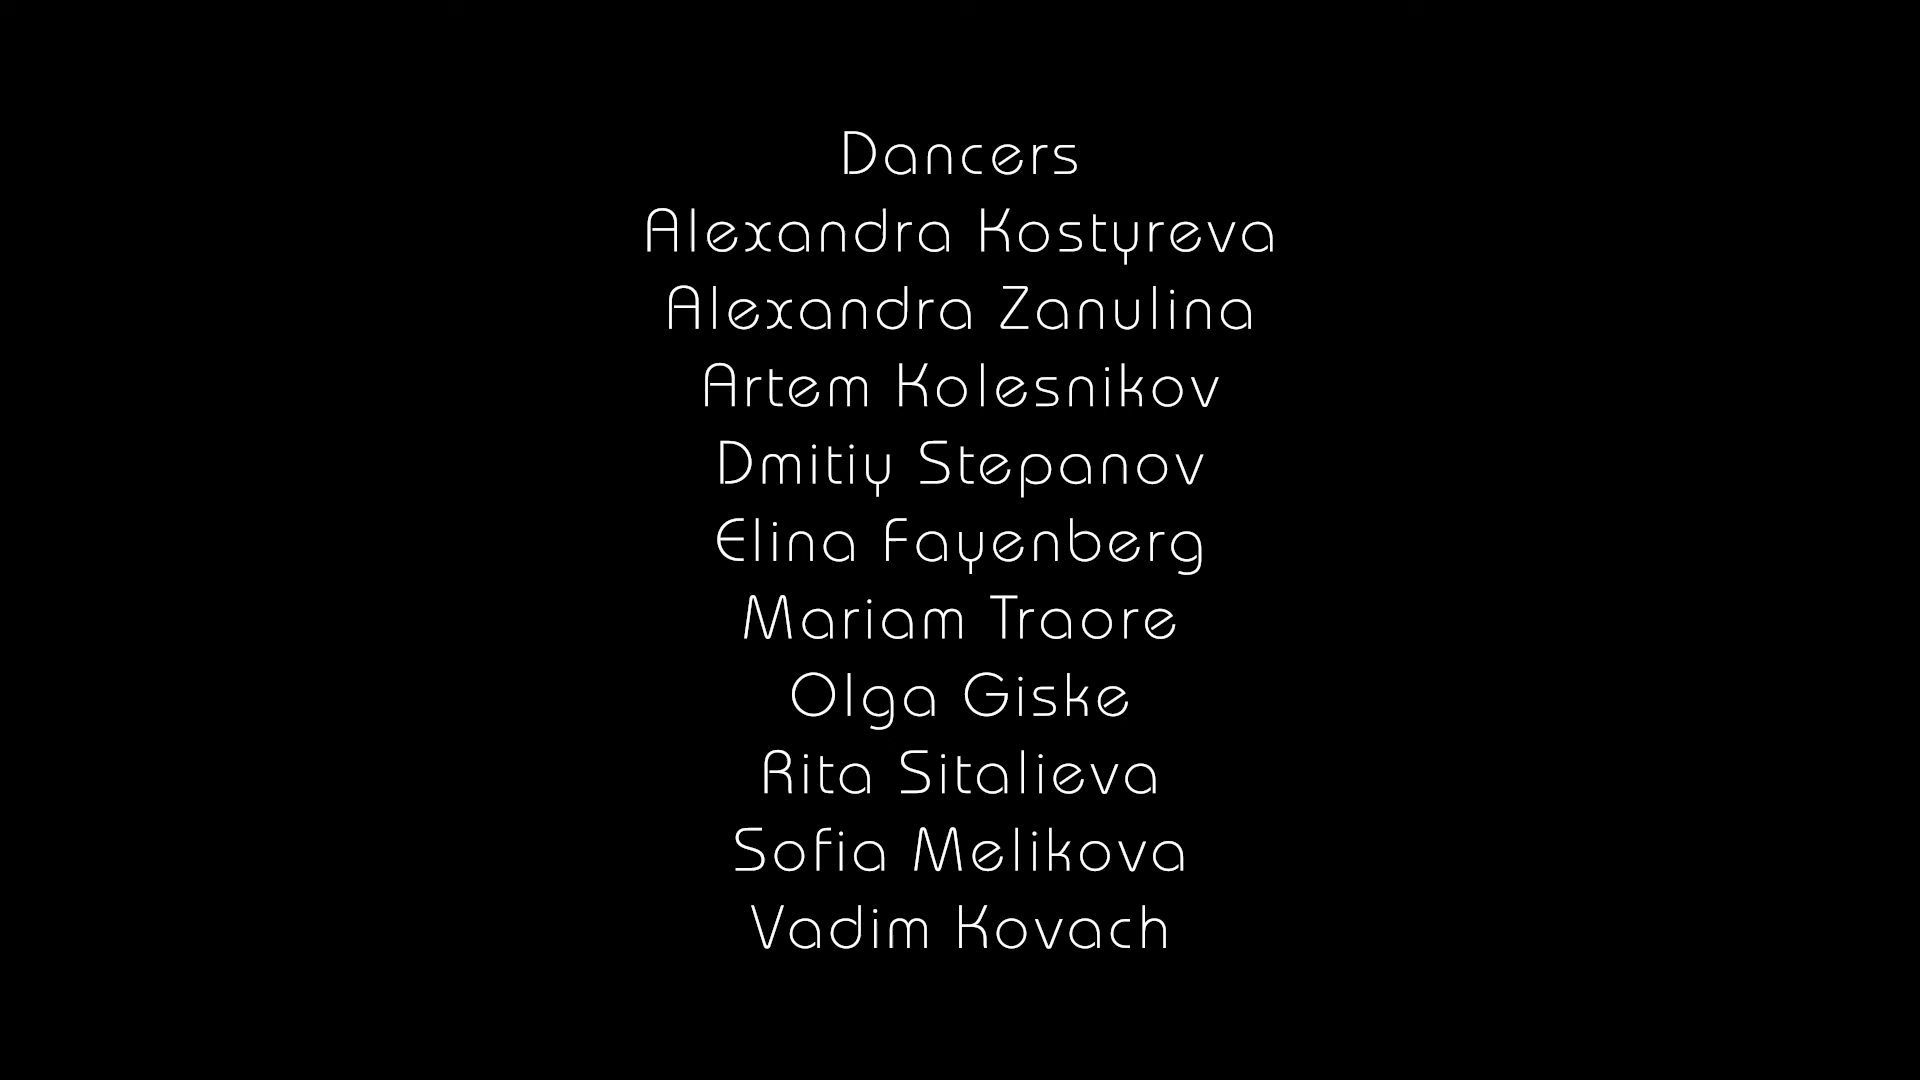 Dancers
Alexandra Kostyreva
Alexandra Zanulina
Artem Kolesnikov
Dmitiy Stepanov
Elina Fayenberg
Mariam Traore
Olga Giske
Rita Sitalieva
Sofia Melikova
Vadim Kovach